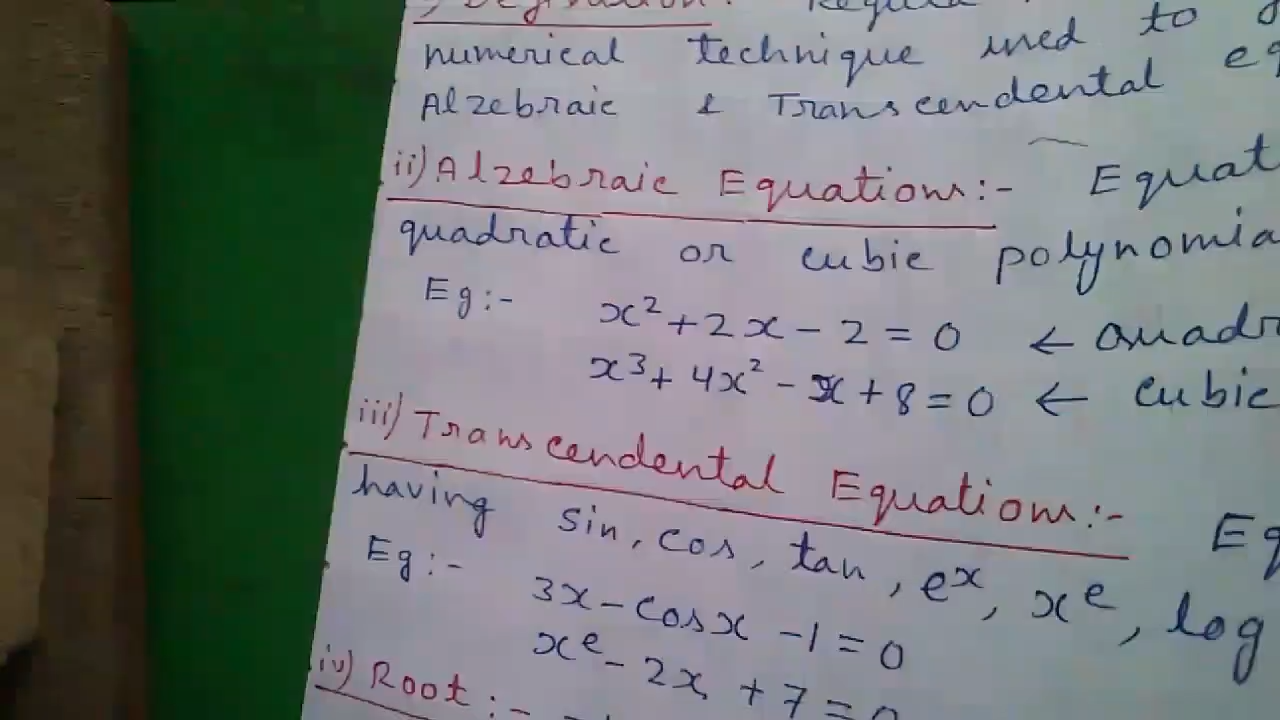 numerical technique used to
Alzebraic & Transcendental
ii) Alzebraic Equations:- Equat
quadratic or cubic polynomia
Eg:- x² + 2x - 2 = 0 ← Quadr
x³ + 4x² - x + 8 = 0 ← cubic
iii) Transcendental Equations:- Eq
having sin, cos, tan, eˣ, xᵉ, log
Eg:- 3x - cosx - 1 = 0
xᵉ - 2x + 7 = 0
iv) Root:-